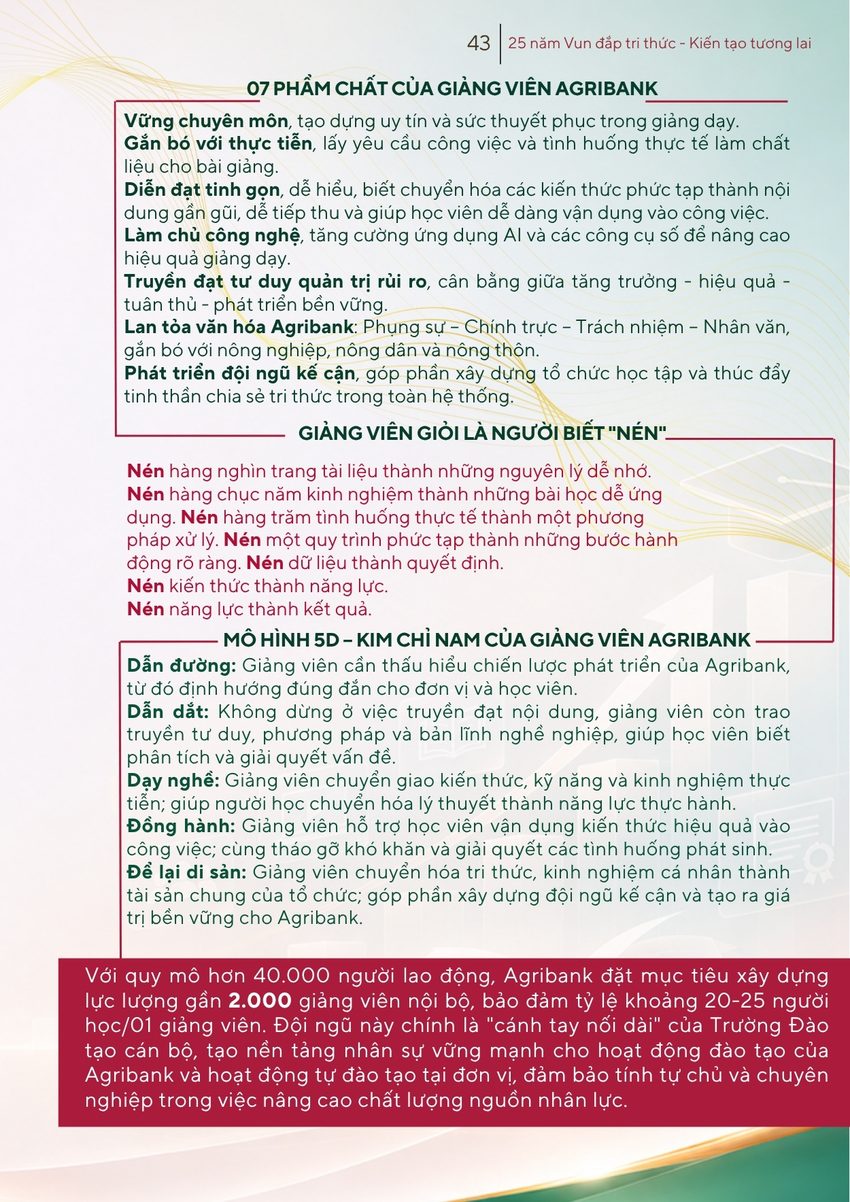 43 25 năm Vun đắp tri thức - Kiến tạo tương lai
07 PHẨM CHẤT CỦA GIẢNG VIÊN AGRIBANK
Vững chuyên môn, tạo dựng uy tín và sức thuyết phục trong giảng dạy.
Gắn bó với thực tiễn, lấy yêu cầu công việc và tình huống thực tế làm chất
liệu cho bài giảng.
Diễn đạt tinh gọn, dễ hiểu, biết chuyển hóa các kiến thức phức tạp thành nội
dung gần gũi, dễ tiếp thu và giúp học viên dễ dàng vận dụng vào công việc.
Làm chủ công nghệ, tăng cường ứng dụng AI và các công cụ số để nâng cao
hiệu quả giảng dạy.
Truyền đạt tư duy quản trị rủi ro, cân bằng giữa tăng trưởng - hiệu quả -
tuân thủ - phát triển bền vững.
Lan tỏa văn hóa Agribank: Phụng sự – Chính trực – Trách nhiệm – Nhân văn,
gắn bó với nông nghiệp, nông dân và nông thôn.
Phát triển đội ngũ kế cận, góp phần xây dựng tổ chức học tập và thúc đẩy
tinh thần chia sẻ tri thức trong toàn hệ thống.
GIẢNG VIÊN GIỎI LÀ NGƯỜI BIẾT "NÉN"
Nén hàng nghìn trang tài liệu thành những nguyên lý dễ nhớ.
Nén hàng chục năm kinh nghiệm thành những bài học dễ ứng
dụng. Nén hàng trăm tình huống thực tế thành một phương
pháp xử lý. Nén một quy trình phức tạp thành những bước hành
động rõ ràng. Nén dữ liệu thành quyết định.
Nén kiến thức thành năng lực.
Nén năng lực thành kết quả.
MÔ HÌNH 5D – KIM CHỈ NAM CỦA GIẢNG VIÊN AGRIBANK
Dẫn đường: Giảng viên cần thấu hiểu chiến lược phát triển của Agribank,
từ đó định hướng đúng đắn cho đơn vị và học viên.
Dẫn dắt: Không dừng ở việc truyền đạt nội dung, giảng viên còn trao
truyền tư duy, phương pháp và bản lĩnh nghề nghiệp, giúp học viên biết
phân tích và giải quyết vấn đề.
Dạy nghề: Giảng viên chuyển giao kiến thức, kỹ năng và kinh nghiệm thực
tiễn; giúp người học chuyển hóa lý thuyết thành năng lực thực hành.
Đồng hành: Giảng viên hỗ trợ học viên vận dụng kiến thức hiệu quả vào
công việc; cùng tháo gỡ khó khăn và giải quyết các tình huống phát sinh.
Để lại di sản: Giảng viên chuyển hóa tri thức, kinh nghiệm cá nhân thành
tài sản chung của tổ chức; góp phần xây dựng đội ngũ kế cận và tạo ra giá
trị bền vững cho Agribank.
Với quy mô hơn 40.000 người lao động, Agribank đặt mục tiêu xây dựng
lực lượng gần 2.000 giảng viên nội bộ, bảo đảm tỷ lệ khoảng 20-25 người
học/01 giảng viên. Đội ngũ này chính là "cánh tay nối dài" của Trường Đào
tạo cán bộ, tạo nền tảng nhân sự vững mạnh cho hoạt động đào tạo của
Agribank và hoạt động tự đào tạo tại đơn vị, đảm bảo tính tự chủ và chuyên
nghiệp trong việc nâng cao chất lượng nguồn nhân lực.